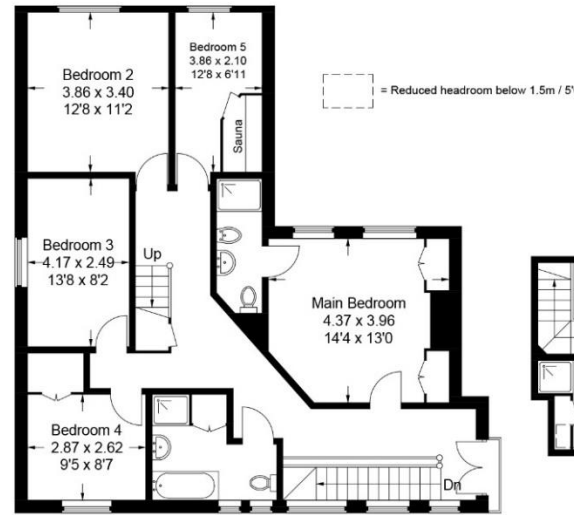 Bedroom 2
3.86 x 3.40
12'8 x 11'2
Bedroom 5
3.86 x 2.10
12'8 x 6'11
Sauna
= Reduced headroom below 1.5m / 5'
Bedroom 3
4.17 x 2.49
13'8 x 8'2
Up
Main Bedroom
4.37 x 3.96
14'4 x 13'0
Bedroom 4
2.87 x 2.62
9'5 x 8'7
Dn